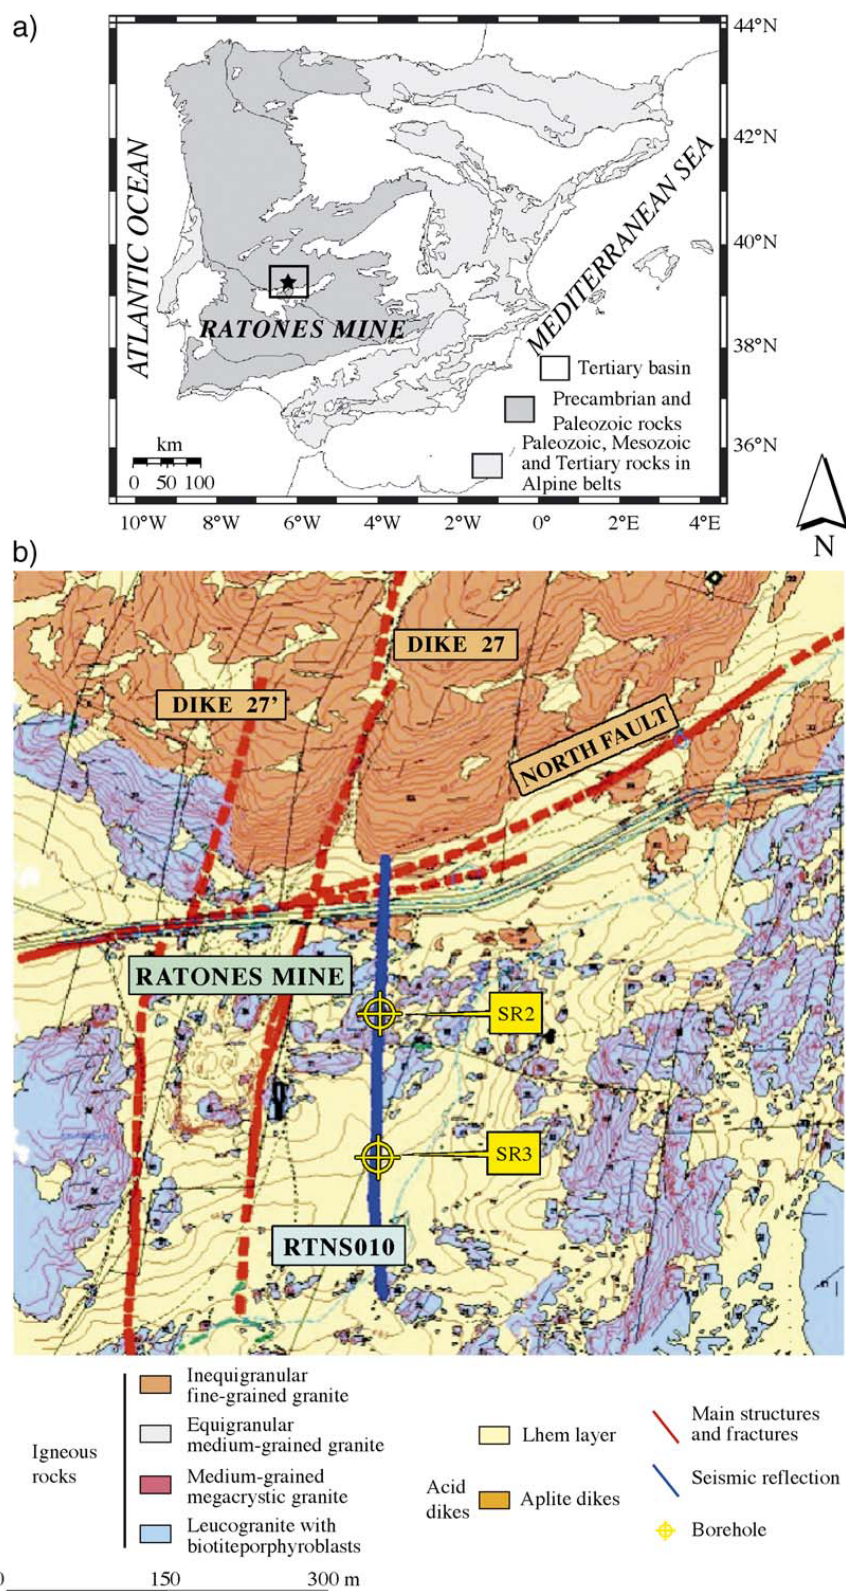 a)
44°N
42°N
40°N
38°N
36°N
ATLANTIC OCEAN
MEDITERRANEAN SEA
RATONES MINE
Tertiary basin
Precambrian and
Paleozoic rocks
Paleozoic, Mesozoic
and Tertiary rocks in
Alpine belts
km
0 50 100
10°W 8°W 6°W 4°W 2°W 0° 2°E 4°E
N
b)
DIKE 27
DIKE 27’
NORTH FAULT
RATONES MINE
SR2
SR3
RTNS010
Igneous
rocks
Inequigranular
fine-grained granite
Equigranular
medium-grained granite
Medium-grained
megacrystic granite
Leucogranite with
biotiteporphyroblasts
Lhem layer
Acid
dikes
Aplite dikes
Main structures
and fractures
Seismic reflection
Borehole
0 150 300 m